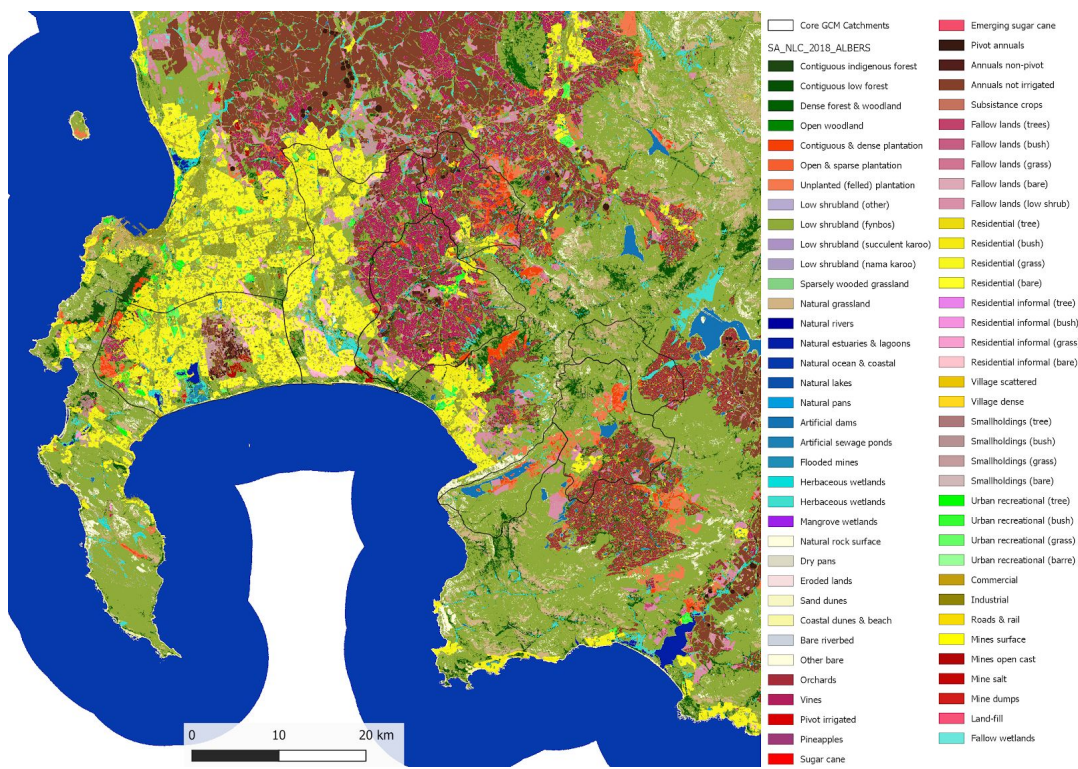 Core GCM Catchments
SA_NLC_2018_ALBERS
Contiguous indigenous forest
Contiguous low forest
Dense forest & woodland
Open woodland
Contiguous & dense plantation
Open & sparse plantation
Unplanted (felled) plantation
Low shrubland (other)
Low shrubland (fynbos)
Low shrubland (succulent karoo)
Low shrubland (nama karoo)
Sparsely wooded grassland
Natural grassland
Natural rivers
Natural estuaries & lagoons
Natural ocean & coastal
Natural lakes
Natural pans
Artificial dams
Artificial sewage ponds
Flooded mines
Herbaceous wetlands
Herbaceous wetlands
Mangrove wetlands
Natural rock surface
Dry pans
Eroded lands
Sand dunes
Coastal dunes & beach
Bare riverbed
Other bare
Orchards
Vines
Pivot irrigated
Pineapples
Sugar cane
Emerging sugar cane
Pivot annuals
Annuals non-pivot
Annuals not irrigated
Subsistance crops
Fallow lands (trees)
Fallow lands (bush)
Fallow lands (grass)
Fallow lands (bare)
Fallow lands (low shrub)
Residential (tree)
Residential (bush)
Residential (grass)
Residential (bare)
Residential informal (tree)
Residential informal (bush)
Residential informal (grass
Residential informal (bare)
Village scattered
Village dense
Smallholdings (tree)
Smallholdings (bush)
Smallholdings (grass)
Smallholdings (bare)
Urban recreational (tree)
Urban recreational (bush)
Urban recreational (grass)
Urban recreational (barre)
Commercial
Industrial
Roads & rail
Mines surface
Mines open cast
Mine salt
Mine dumps
Land-fill
Fallow wetlands
0 10 20 km